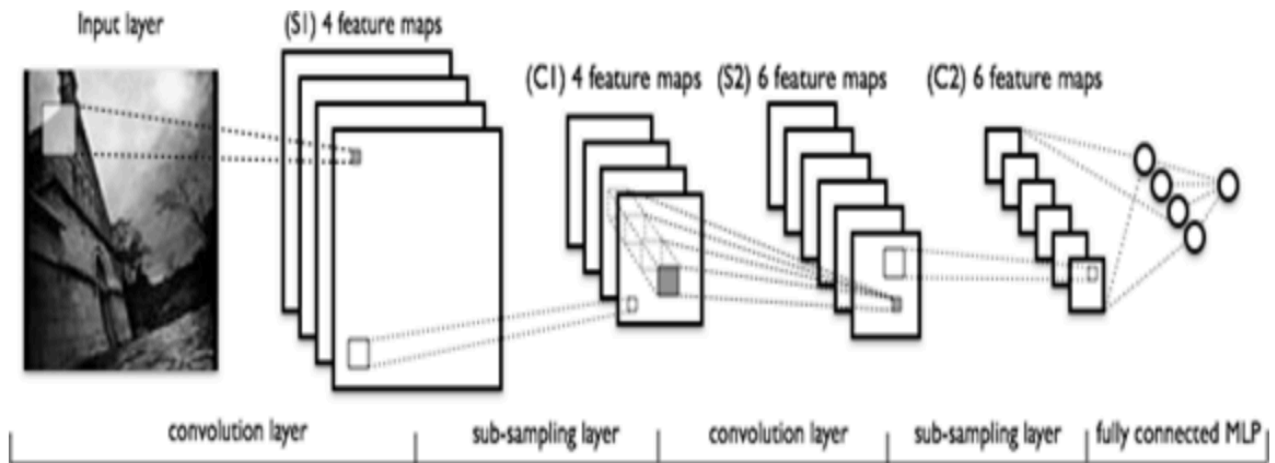 Input layer
(S1) 4 feature maps
(C1) 4 feature maps
(S2) 6 feature maps
(C2) 6 feature maps
convolution layer
sub-sampling layer
convolution layer
sub-sampling layer
fully connected MLP